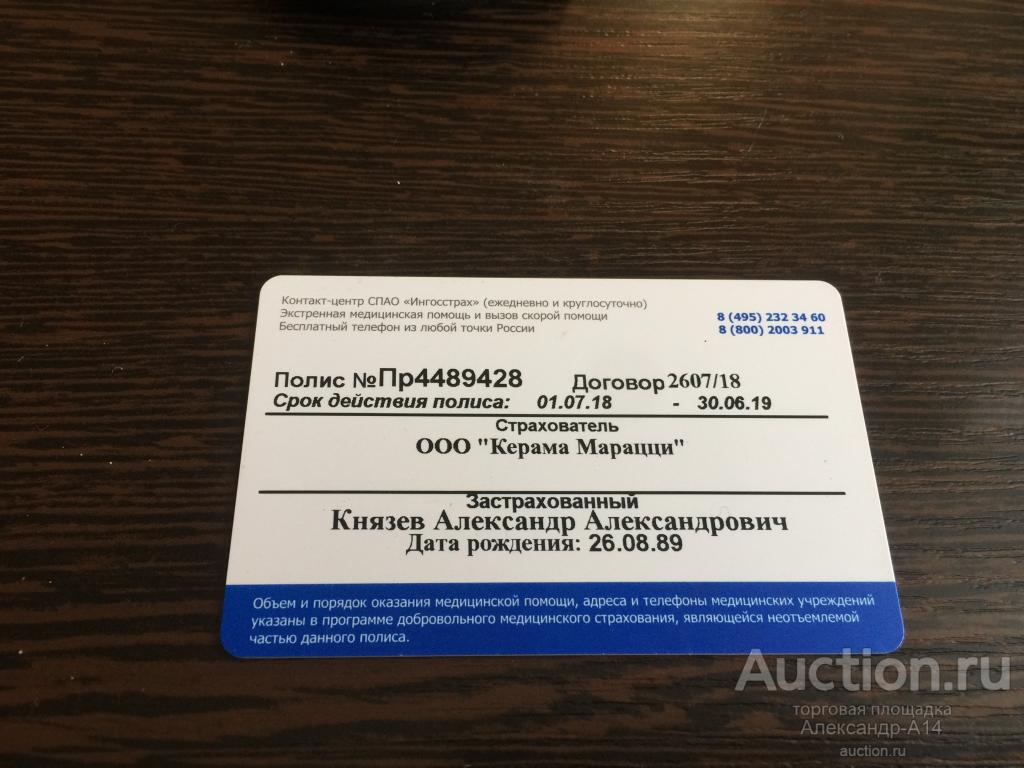 Контакт-центр СПАО «Ингосстрах» (ежедневно и круглосуточно)
Экстренная медицинская помощь и вызов скорой помощи 8 (495) 232 34 60
Бесплатный телефон из любой точки России 8 (800) 2003 911
Полис №Пр4489428 Договор 2607/18
Срок действия полиса: 01.07.18 - 30.06.19
Страхователь
ООО "Керама Марацци"
Застрахованный
Князев Александр Александрович
Дата рождения: 26.08.89
Объем и порядок оказания медицинской помощи, адреса и телефоны медицинских учреждений
указаны в программе добровольного медицинского страхования, являющейся неотъемлемой
частью данного полиса.
Auction.ru
торговая площадка
Александр-А14
auction.ru